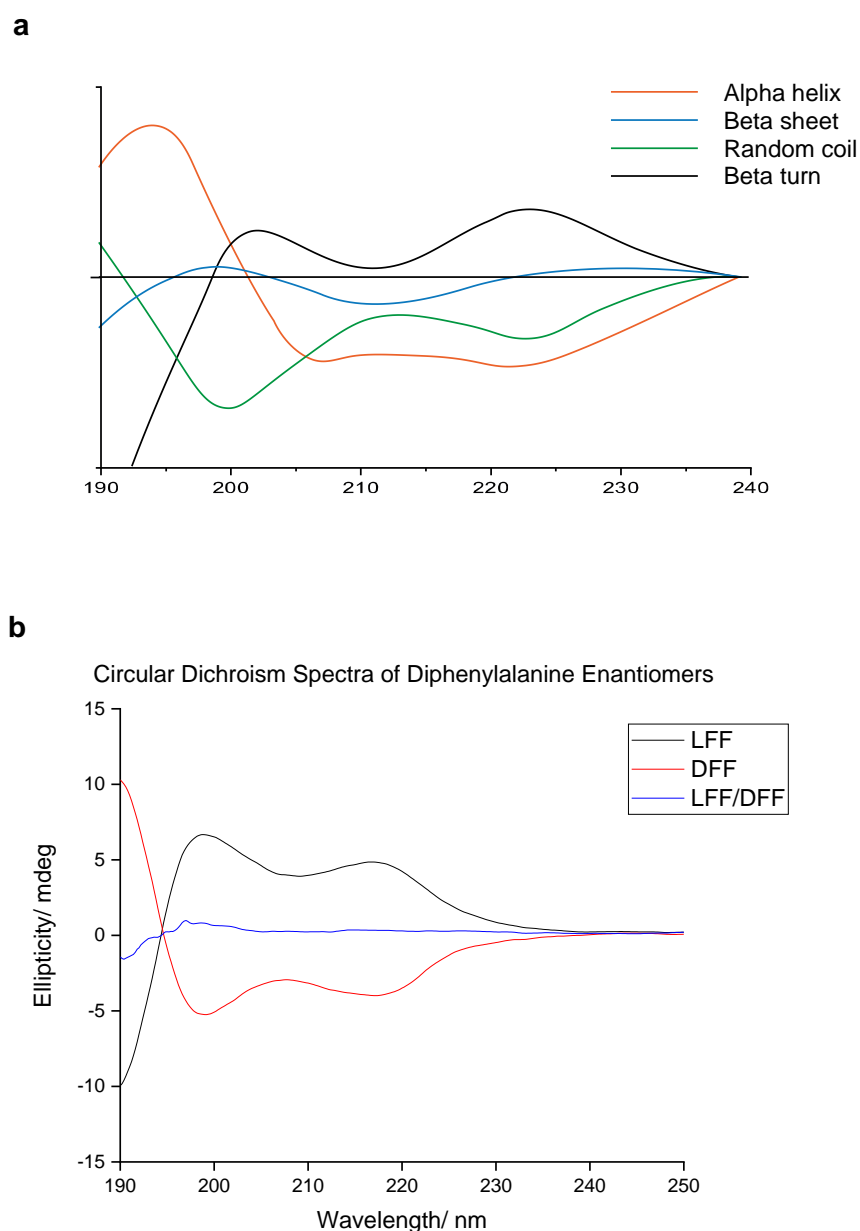 a
Alpha helix
Beta sheet
Random coil
Beta turn
190 200 210 220 230 240
b
Circular Dichroism Spectra of Diphenylalanine Enantiomers
15
10
5
0
-5
-10
-15
Ellipticity/ mdeg
LFF
DFF
LFF/DFF
190 200 210 220 230 240 250
Wavelength/ nm